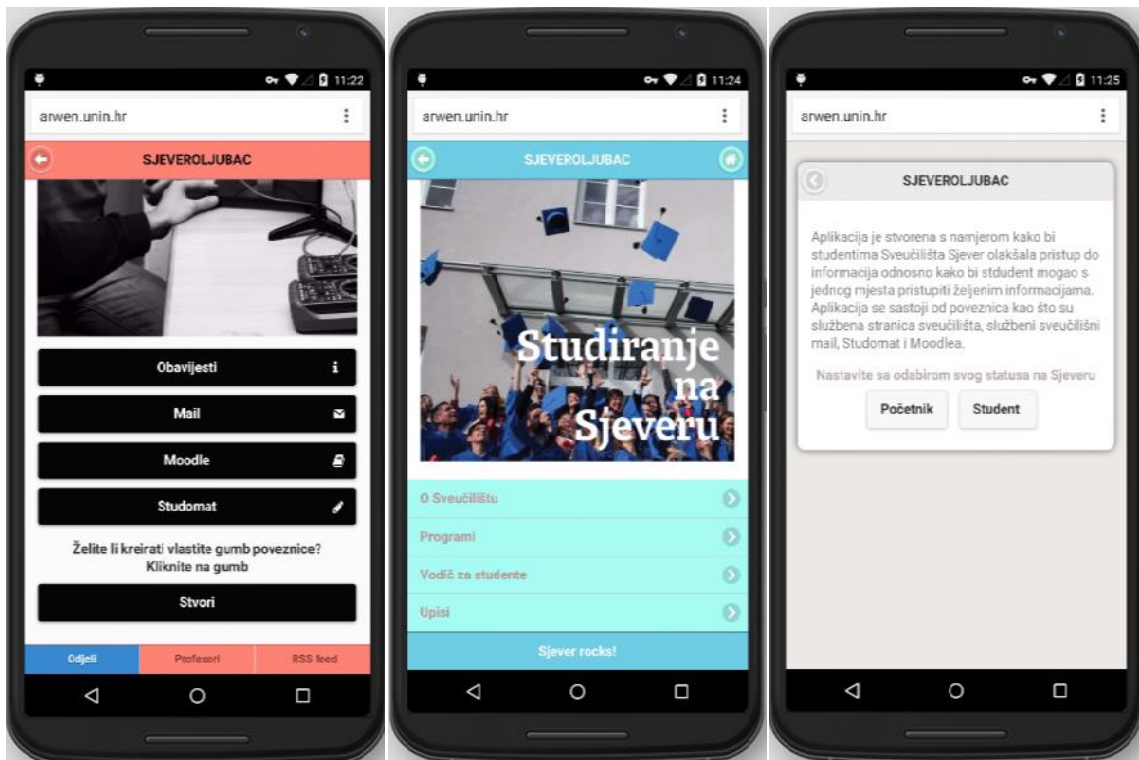 11:22
arwen.unin.hr
SJEVEROLJUBAC
Obavijesti
Mail
Moodle
Studomat
Želite li kreirati vlastite gumb poveznice?
Kliknite na gumb
Stvori
Odjeli
Profesori
RSS feed
11:24
arwen.unin.hr
SJEVEROLJUBAC
Studiranje
na
Sjeveru
O Sveučilištu
Programi
Vodič za studente
Upisi
Sjever rocks!
11:25
arwen.unin.hr
SJEVEROLJUBAC
Aplikacija je stvorena s namjerom kako bi
studentima Sveučilišta Sjever olakšala pristup do
informacija odnosno kako bi stdudent mogao s
jednog mjesta pristupiti željenim informacijama.
Aplikacija se sastoji od poveznica kao što su
službena stranica sveučilišta, službeni sveučilišni
mail, Studomat i Moodlea.
Nastavite sa odabirom svog statusa na Sjeveru
Početnik
Student